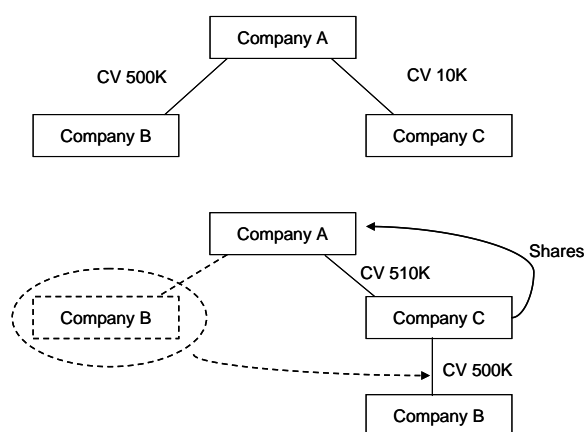 Company A
CV 500K
CV 10K
Company B
Company C
Company A
Shares
CV 510K
Company B
Company C
CV 500K
Company B